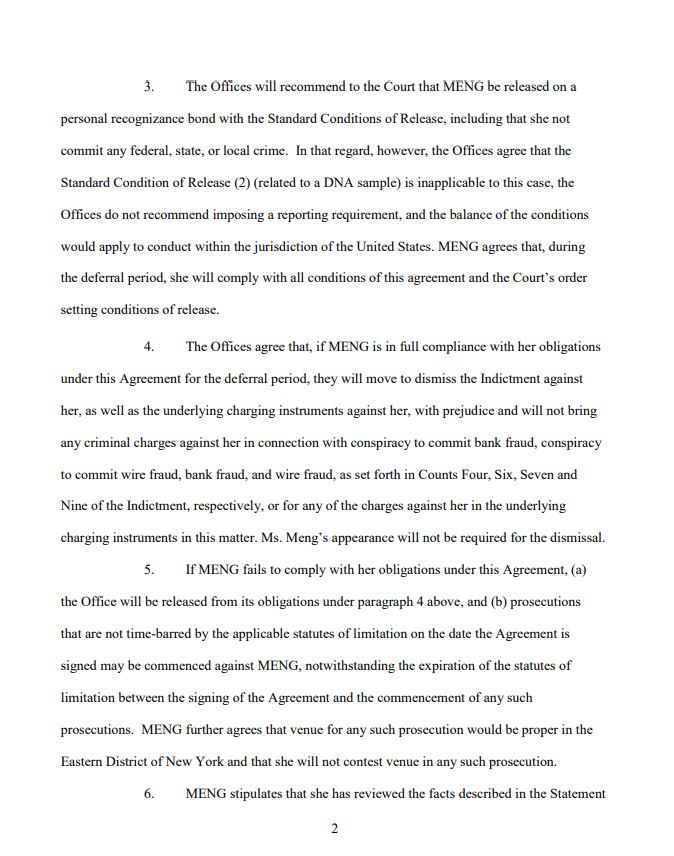 3. The Offices will recommend to the Court that MENG be released on a
personal recognizance bond with the Standard Conditions of Release, including that she not
commit any federal, state, or local crime. In that regard, however, the Offices agree that the
Standard Condition of Release (2) (related to a DNA sample) is inapplicable to this case, the
Offices do not recommend imposing a reporting requirement, and the balance of the conditions
would apply to conduct within the jurisdiction of the United States. MENG agrees that, during
the deferral period, she will comply with all conditions of this agreement and the Court's order
setting conditions of release.
4. The Offices agree that, if MENG is in full compliance with her obligations
under this Agreement for the deferral period, they will move to dismiss the Indictment against
her, as well as the underlying charging instruments against her, with prejudice and will not bring
any criminal charges against her in connection with conspiracy to commit bank fraud, conspiracy
to commit wire fraud, bank fraud, and wire fraud, as set forth in Counts Four, Six, Seven and
Nine of the Indictment, respectively, or for any of the charges against her in the underlying
charging instruments in this matter. Ms. Meng's appearance will not be required for the dismissal.
5. If MENG fails to comply with her obligations under this Agreement, (a)
the Office will be released from its obligations under paragraph 4 above, and (b) prosecutions
that are not time-barred by the applicable statutes of limitation on the date the Agreement is
signed may be commenced against MENG, notwithstanding the expiration of the statutes of
limitation between the signing of the Agreement and the commencement of any such
prosecutions. MENG further agrees that venue for any such prosecution would be proper in the
Eastern District of New York and that she will not contest venue in any such prosecution.
6. MENG stipulates that she has reviewed the facts described in the Statement
2